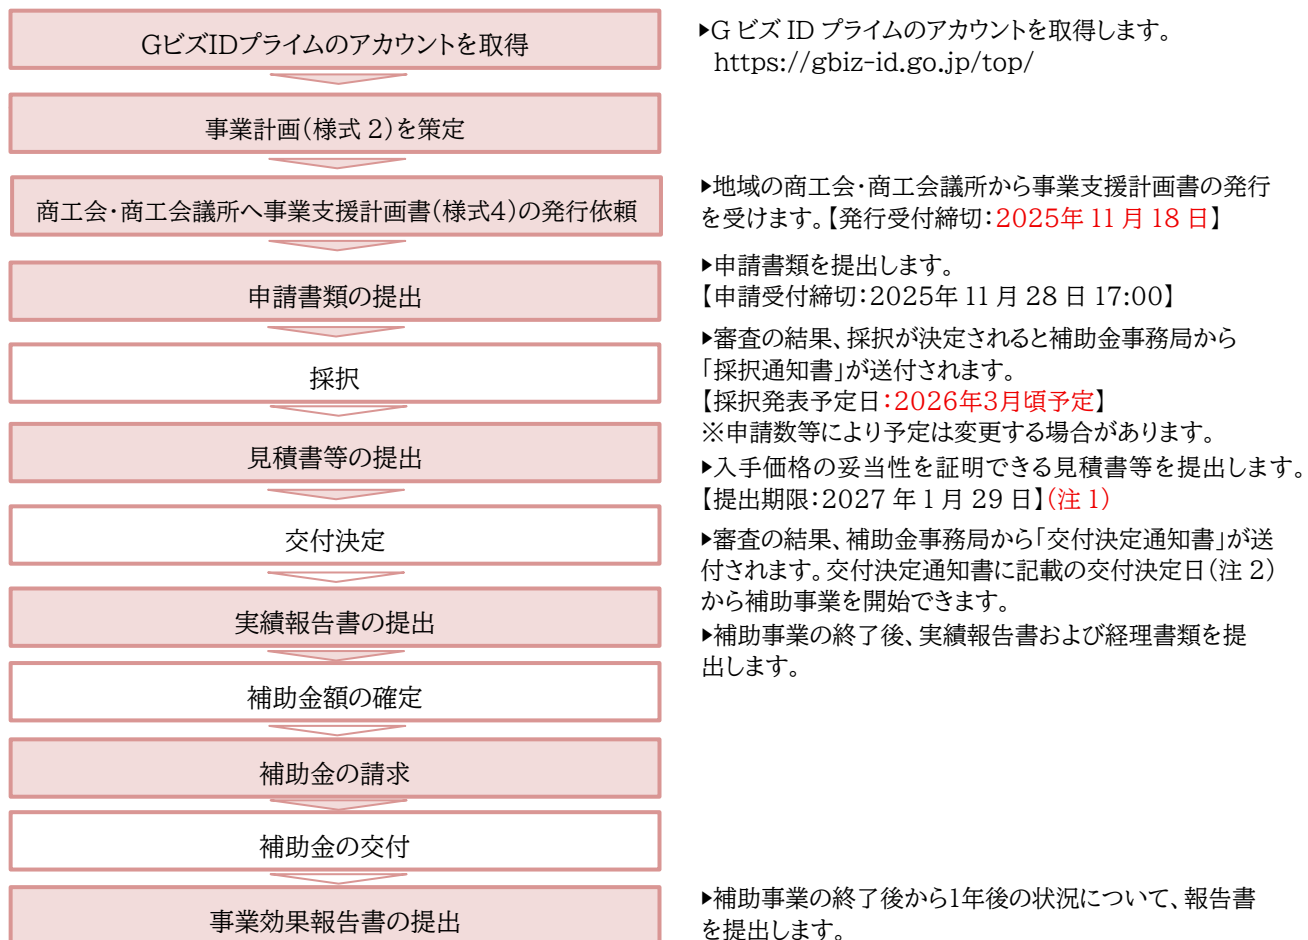 GビズIDプライムのアカウントを取得
▶G ビズ ID プライムのアカウントを取得します。
https://gbiz-id.go.jp/top/
事業計画(様式 2)を策定
商工会・商工会議所へ事業支援計画書(様式4)の発行依頼
▶地域の商工会・商工会議所から事業支援計画書の発行
を受けます。【発行受付締切:2025年 11 月 18 日】
申請書類の提出
▶申請書類を提出します。
【申請受付締切:2025年 11 月 28 日 17:00】
採択
▶審査の結果、採択が決定されると補助金事務局から
「採択通知書」が送付されます。
【採択発表予定日:2026年3月頃予定】
※申請数等により予定は変更する場合があります。
見積書等の提出
▶入手価格の妥当性を証明できる見積書等を提出します。
【提出期限:2027 年 1 月 29 日】(注 1)
交付決定
▶審査の結果、補助金事務局から「交付決定通知書」が送
付されます。交付決定通知書に記載の交付決定日(注 2)
から補助事業を開始できます。
実績報告書の提出
▶補助事業の終了後、実績報告書および経理書類を提
出します。
補助金額の確定
補助金の請求
補助金の交付
事業効果報告書の提出
▶補助事業の終了後から1年後の状況について、報告書
を提出します。